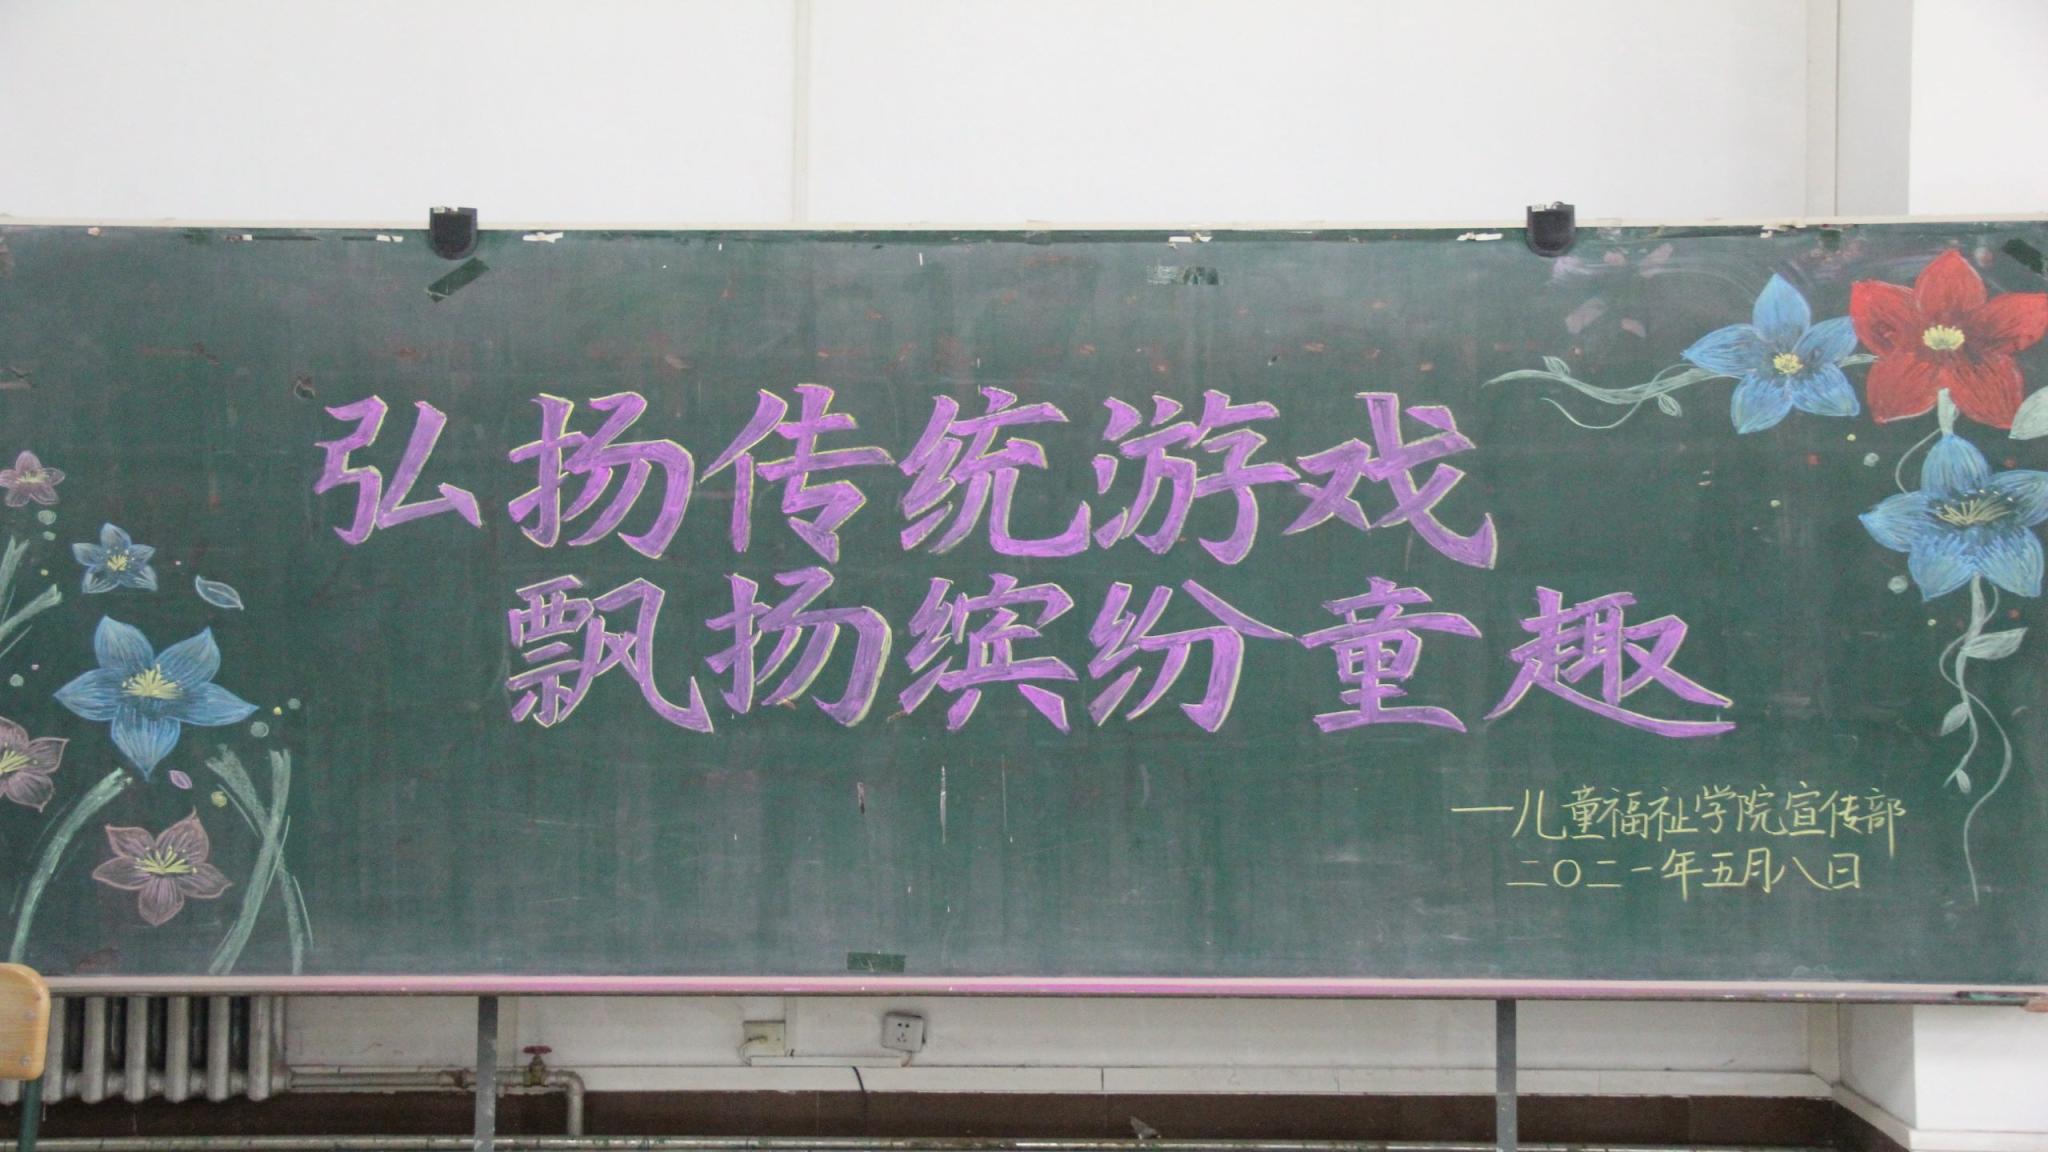 弘扬传统游戏
飘扬缤纷童趣
—儿童福祉学院宣传部
二〇二一年五月八日